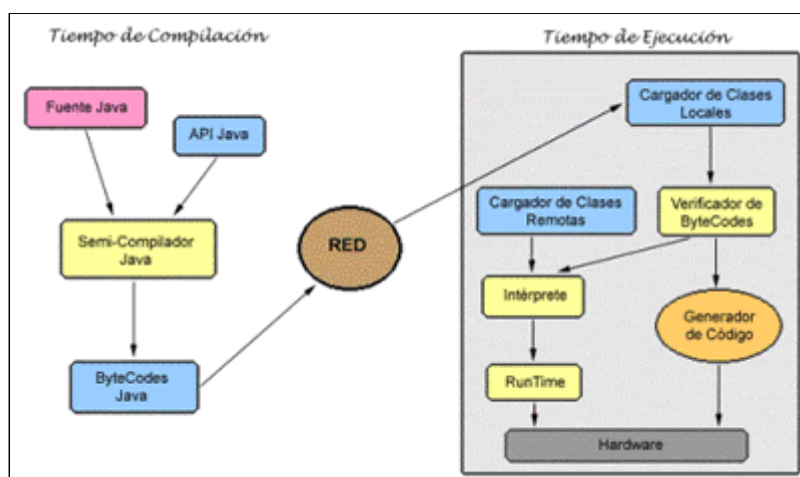 Tiempo de Compilación
Tiempo de Ejecución
Fuente Java
API Java
Semi-Compilador
Java
ByteCodes
Java
RED
Cargador de Clases
Locales
Cargador de Clases
Remotas
Verificador de
ByteCodes
Intérprete
Generador
de Código
RunTime
Hardware